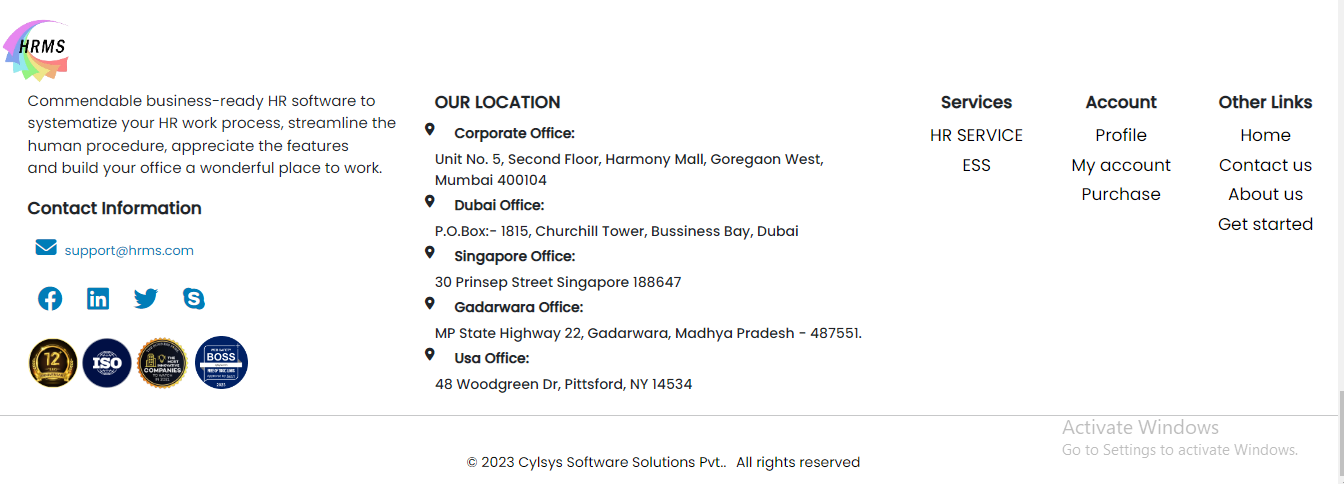 HRMS
Commendable business-ready HR software to
systematize your HR work process, streamline the
human procedure, appreciate the features
and build your office a wonderful place to work.
Contact Information
support@hrms.com
12
ISO
THE MOST
INNOVATIVE
COMPANIES
TO WATCH
BOSS
2023
OUR LOCATION
Corporate Office:
Unit No. 5, Second Floor, Harmony Mall, Goregaon West,
Mumbai 400104
Dubai Office:
P.O.Box:- 1815, Churchill Tower, Bussiness Bay, Dubai
Singapore Office:
30 Prinsep Street Singapore 188647
Gadarwara Office:
MP State Highway 22, Gadarwara, Madhya Pradesh - 487551.
Usa Office:
48 Woodgreen Dr, Pittsford, NY 14534
Services
HR SERVICE
ESS
Account
Profile
My account
Purchase
Other Links
Home
Contact us
About us
Get started
Activate Windows
Go to Settings to activate Windows.
© 2023 Cylsys Software Solutions Pvt.. All rights reserved